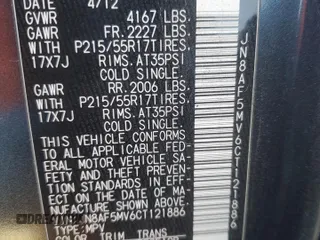 DATE 4/12
GVWR 4167 LBS.
GAWR FR. 2227 LBS.
WITH P215/55R17TIRES.
17X7J RIMS. AT35PSI
COLD SINGLE.
GAWR RR. 2006 LBS.
WITH P215/55R17TIRES.
17X7J RIMS. AT35PSI
COLD SINGLE.
THIS VEHICLE CONFORMS
TO ALL APPLICABLE FED-
ERAL MOTOR VEHICLE SA-
FETY AND THEFT PREVEN-
TION STANDARDS IN EFF-
ECT ON THE DATE OF MA-
NUFACTURE SHOWN ABOVE.
JN8AF5MV6CT121886
TYPE:MPV
COLOR TRIM TRANS
JN8AF5MV6CT121886